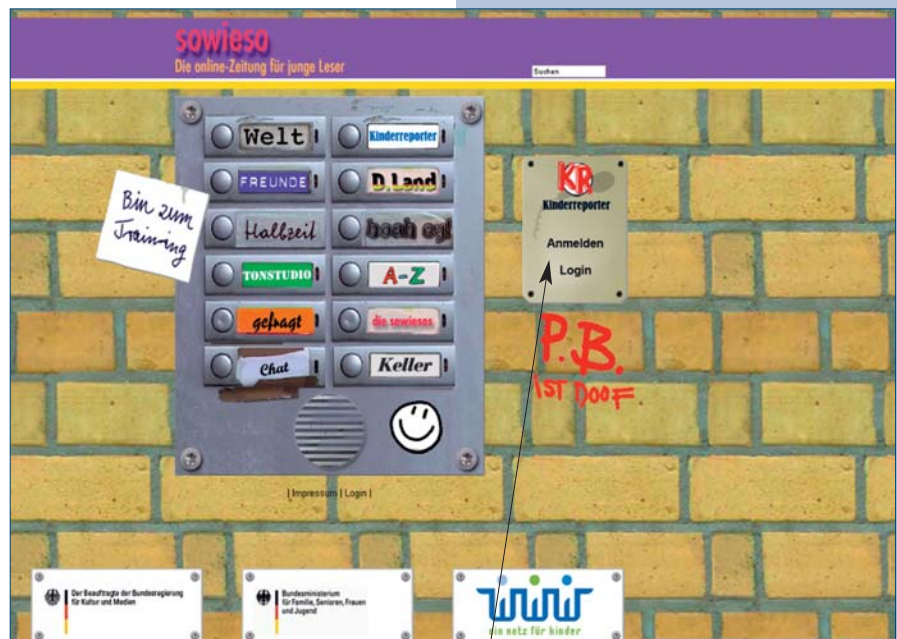 sowieso
Die online-Zeitung für junge Leser
Suchen
Welt
Kinderreporter
FREUNDE
D.Land
Bin zum
Training
Halbzeit
boah ey!
TONSTUDIO
A-Z
gefragt
die sowiesos
Chat
Keller
KR
Kinderreporter
Anmelden
Login
P.B.
IST DOOF
| Impressum | Login |
Der Beauftragte der Bundesregierung
für Kultur und Medien
Bundesministerium
für Familie, Senioren, Frauen
und Jugend
ein netz für kinder